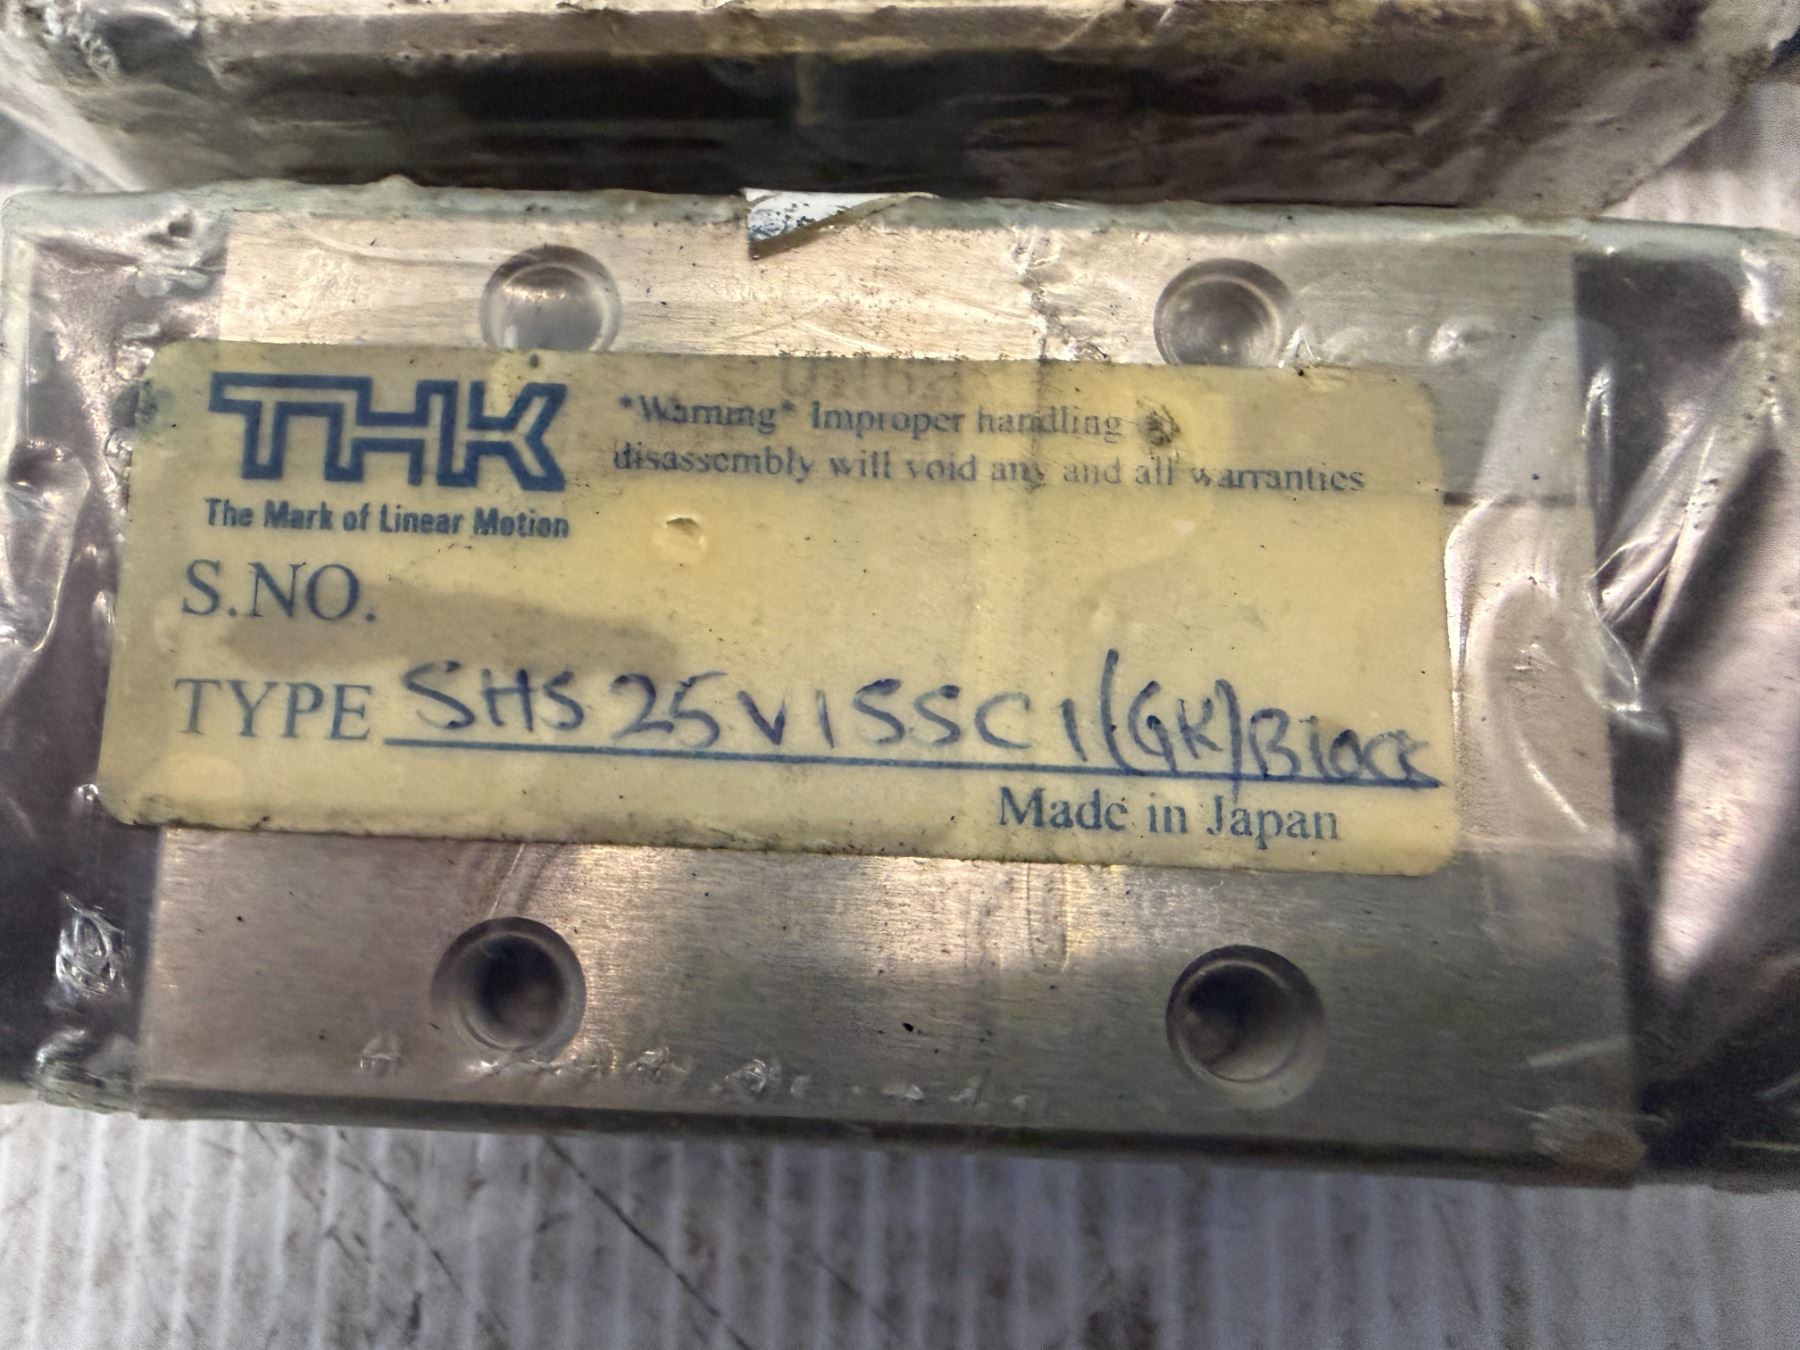 THK
*Warning* Improper handling
disassembly will void any and all warranties
The Mark of Linear Motion
S.NO.
TYPE SHS25V1SSC1(GK)Block
Made in Japan